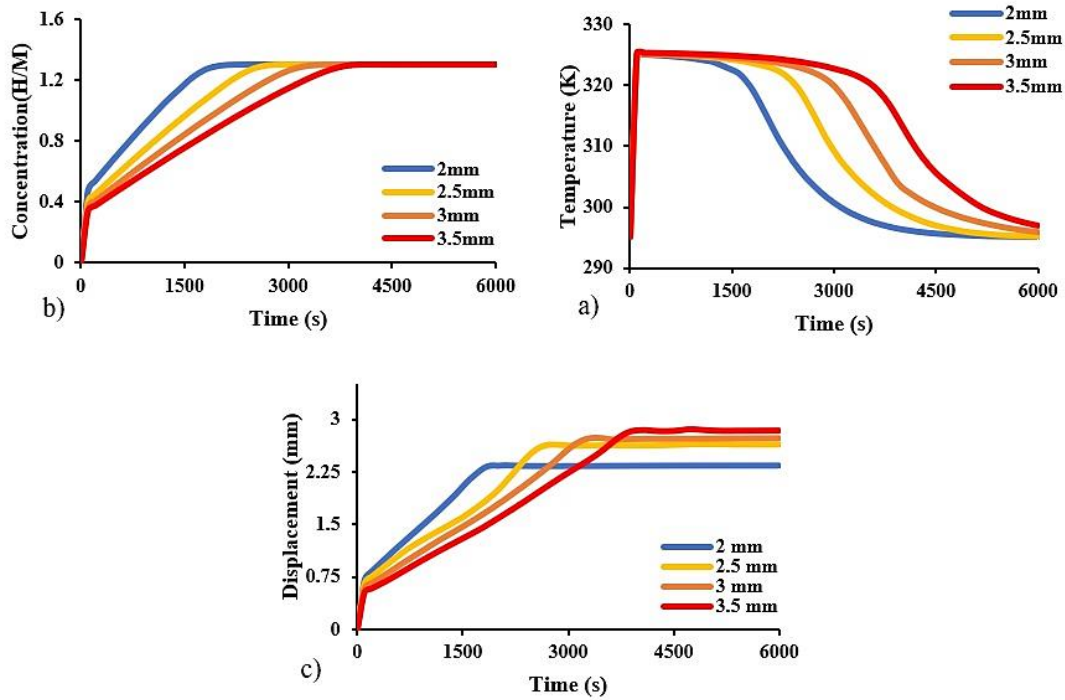 1.6
1.2
0.8
0.4
0
Concentration(H/M)
2mm
2.5mm
3mm
3.5mm
0 1500 3000 4500 6000
Time (s)
b)
330
320
310
300
290
Temperature (K)
2mm
2.5mm
3mm
3.5mm
0 1500 3000 4500 6000
Time (s)
a)
3
2.25
1.5
0.75
0
Displacement (mm)
2 mm
2.5 mm
3 mm
3.5 mm
0 1500 3000 4500 6000
Time (s)
c)